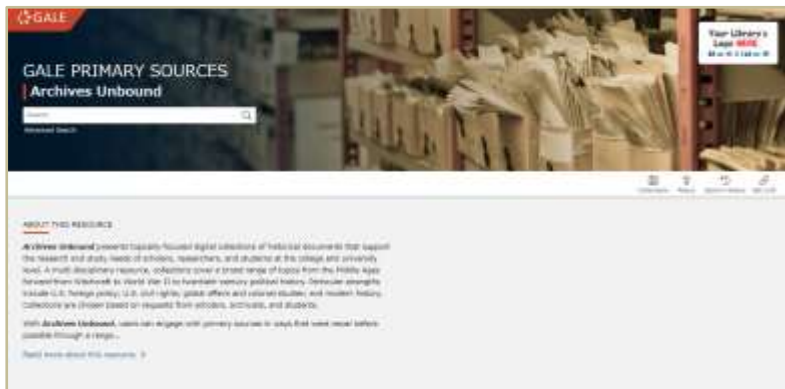 GALE
Your Library's
Logo HERE
GALE PRIMARY SOURCES
Archives Unbound
Search
Advanced Search
ABOUT THIS RESOURCE
Archives Unbound presents topically-focused digital collections of historical documents that support
the research and study needs of scholars, researchers, and students at the college and university
level. A multi disciplinary resource, collections cover a broad range of topics from the Middle Ages
forward-from Witchcraft to World War II to twentieth-century political history. Particular strengths
include U.S. foreign policy; U.S. civil rights; global affairs and colonial studies; and modern history.
Collections are chosen based on requests from scholars, archivists, and students.
With Archives Unbound, users can engage with primary sources in ways that were never before
possible through a range...
Read more about this resource